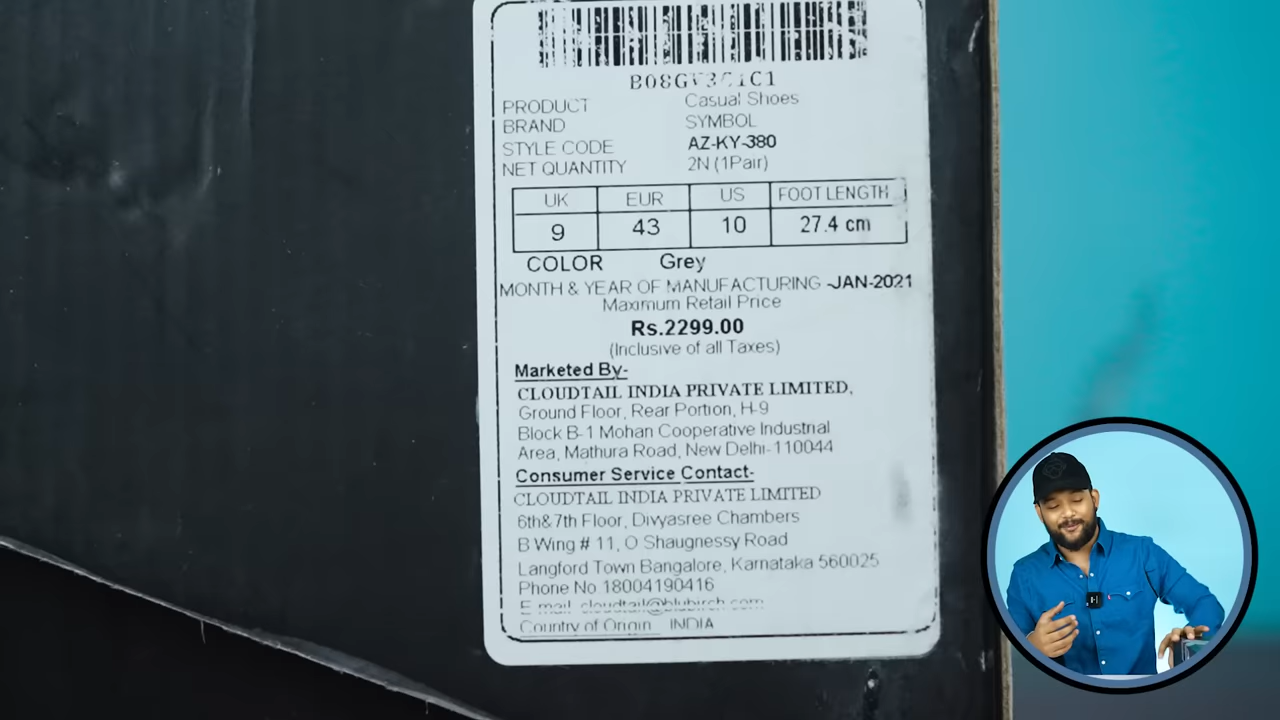 PRODUCT Casual Shoes
BRAND SYMBOL
STYLE CODE AZ-KY-380
NET QUANTITY 2N (1Pair)
UK EUR US FOOT LENGTH
9 43 10 27.4 cm
COLOR Grey
MONTH & YEAR OF MANUFACTURING -JAN-2021
Maximum Retail Price
Rs.2299.00
(Inclusive of all Taxes)
Marketed By-
CLOUDTAIL INDIA PRIVATE LIMITED,
Ground Floor, Rear Portion, H-9
Block B-1 Mohan Cooperative Industrial
Area, Mathura Road, New Delhi-110044
Consumer Service Contact-
CLOUDTAIL INDIA PRIVATE LIMITED
6th&7th Floor, Divyasree Chambers
B Wing # 11, O Shaugnessy Road
Langford Town Bangalore, Karnataka 560025
Phone No 18004190416
E-mail cloudtail@blubirch.com
Country of Origin INDIA